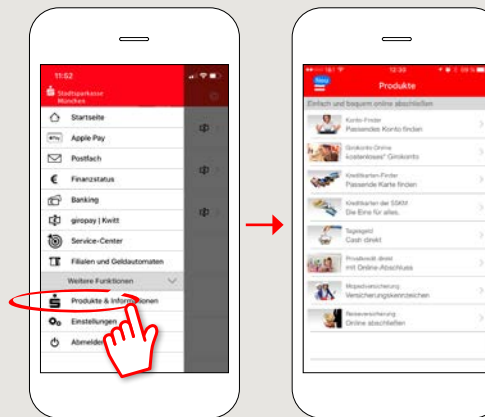 11:52
Stadtsparkasse
München
Startseite
Apple Pay
Postfach
Finanzstatus
Banking
giropay | Kwitt
Service-Center
Filialen und Geldautomaten
Weitere Funktionen
Produkte & Informationen
Einstellungen
Abmelden
12:39
Neu
Produkte
Einfach und bequem online abschließen
Konto-Finder
Passendes Konto finden
Girokonto Online
kostenloses* Girokonto
Kreditkarten-Finder
Passende Karte finden
Kreditkarten der SSKM
Die Eine für alles.
Tagesgeld
Cash direkt
Privatkredit direkt
mit Online-Abschluss
Mopedversicherung
Versicherungskennzeichen
Reiseversicherung
Online abschließen